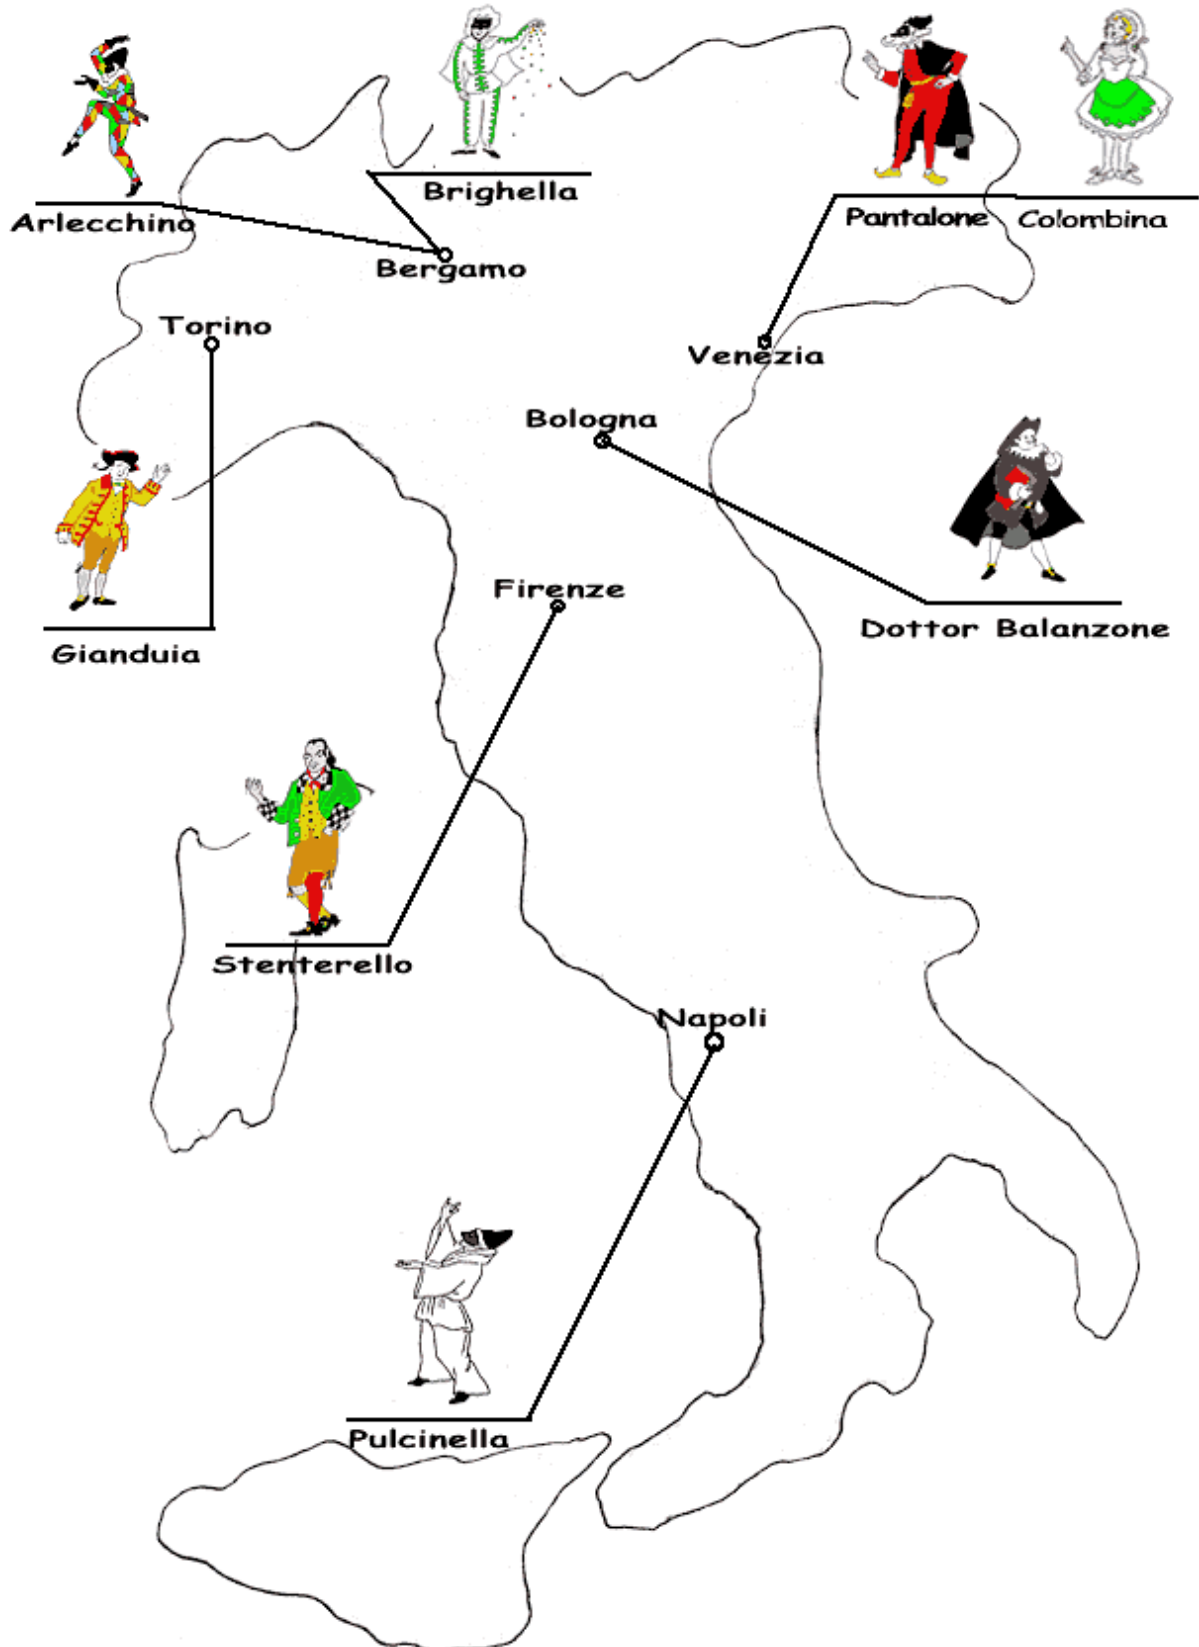 Brighella
Arlecchino
Pantalone
Colombina
Bergamo
Torino
Venezia
Bologna
Firenze
Dottor Balanzone
Gianduia
Stenterello
Napoli
Pulcinella